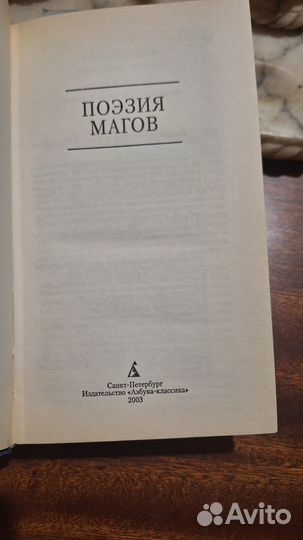 ПОЭЗИЯ
МАГОВ
Санкт-Петербург
Издательство «Азбука-классика»
2003
Avito